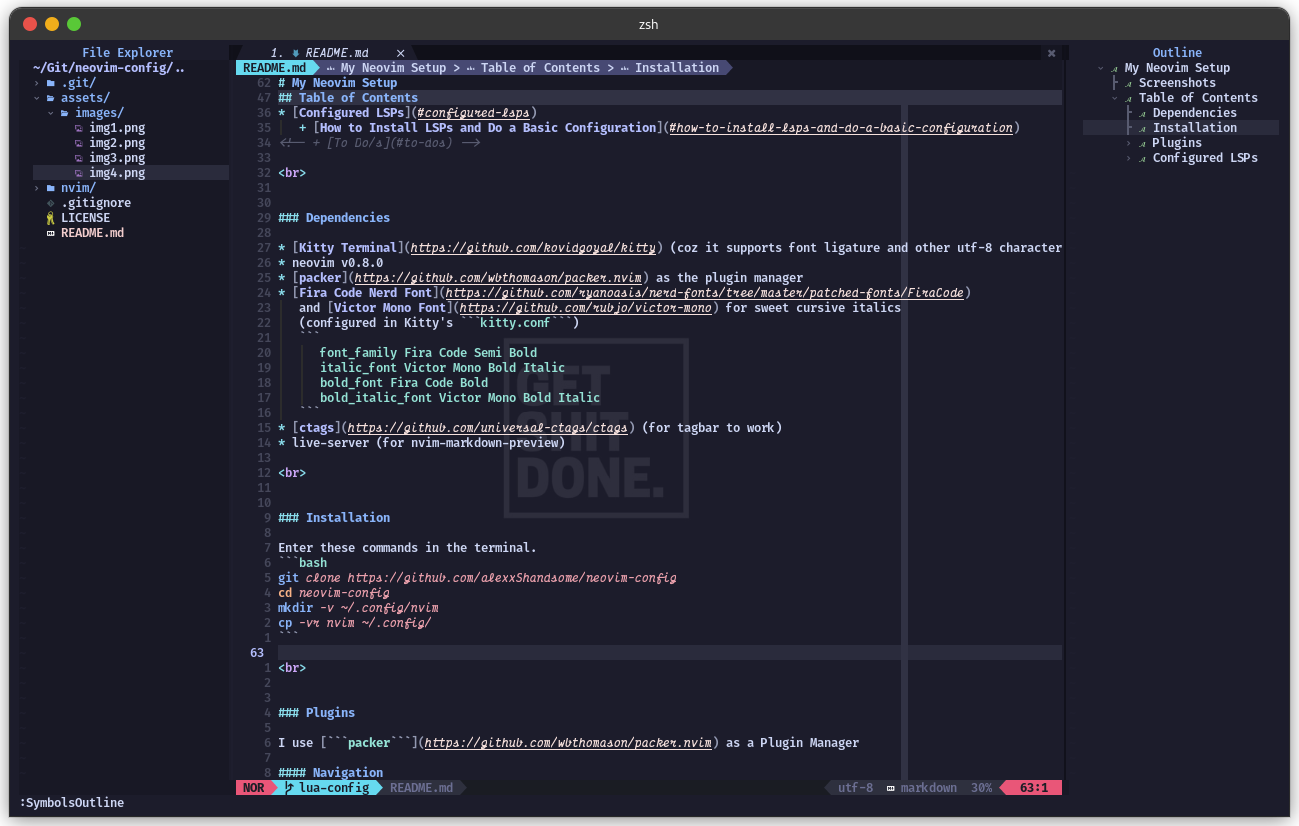 zsh
File Explorer
~/Git/neovim-config/..
.git/
assets/
images/
img1.png
img2.png
img3.png
img4.png
nvim/
.gitignore
LICENSE
README.md
1. README.md ×
README.md My Neovim Setup > Table of Contents > Installation
62 # My Neovim Setup
47 ## Table of Contents
36 * [Configured LSPs](#configured-lsps)
35 + [How to Install LSPs and Do a Basic Configuration](#how-to-install-lsps-and-do-a-basic-configuration)
34 <!-- + [To Do/s](#to-dos) -->
33
32 <br>
31
30
29 ### Dependencies
28
27 * [Kitty Terminal](https://github.com/kovidgoyal/kitty) (coz it supports font ligature and other utf-8 character
26 * neovim v0.8.0
25 * [packer](https://github.com/wbthomason/packer.nvim) as the plugin manager
24 * [Fira Code Nerd Font](https://github.com/ryanoasis/nerd-fonts/tree/master/patched-fonts/FiraCode)
23 and [Victor Mono Font](https://github.com/rubjo/victor-mono) for sweet cursive italics
22 (configured in Kitty's ```kitty.conf```)
21 ```
20 font_family Fira Code Semi Bold
19 italic_font Victor Mono Bold Italic
18 bold_font Fira Code Bold
17 bold_italic_font Victor Mono Bold Italic
16 ```
15 * [ctags](https://github.com/universal-ctags/ctags) (for tagbar to work)
14 * live-server (for nvim-markdown-preview)
13
12 <br>
11
10
9 ### Installation
8
7 Enter these commands in the terminal.
6 ```bash
5 git clone https://github.com/alexxShandsome/neovim-config
4 cd neovim-config
3 mkdir -v ~/.config/nvim
2 cp -vr nvim ~/.config/
1 ```
63
1 <br>
2
3
4 ### Plugins
5
6 I use [```packer```](https://github.com/wbthomason/packer.nvim) as a Plugin Manager
7
8 #### Navigation
GET
SHIT
DONE.
NOR lua-config README.md utf-8 markdown 30% 63:1
:SymbolsOutline
Outline
My Neovim Setup
Screenshots
Table of Contents
Dependencies
Installation
Plugins
Configured LSPs